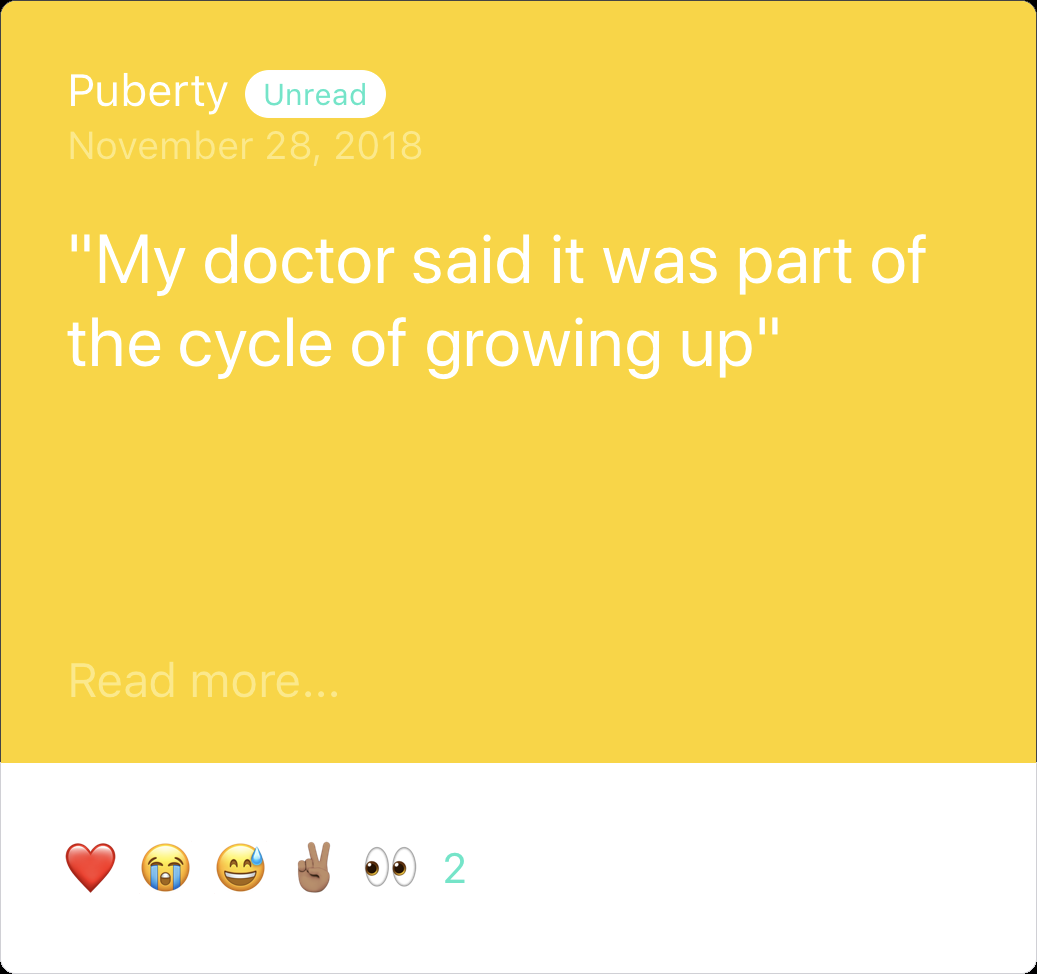 Puberty Unread
November 28, 2018
"My doctor said it was part of
the cycle of growing up"
Read more...
❤️ 😭 😅 ✌🏽 👀 2